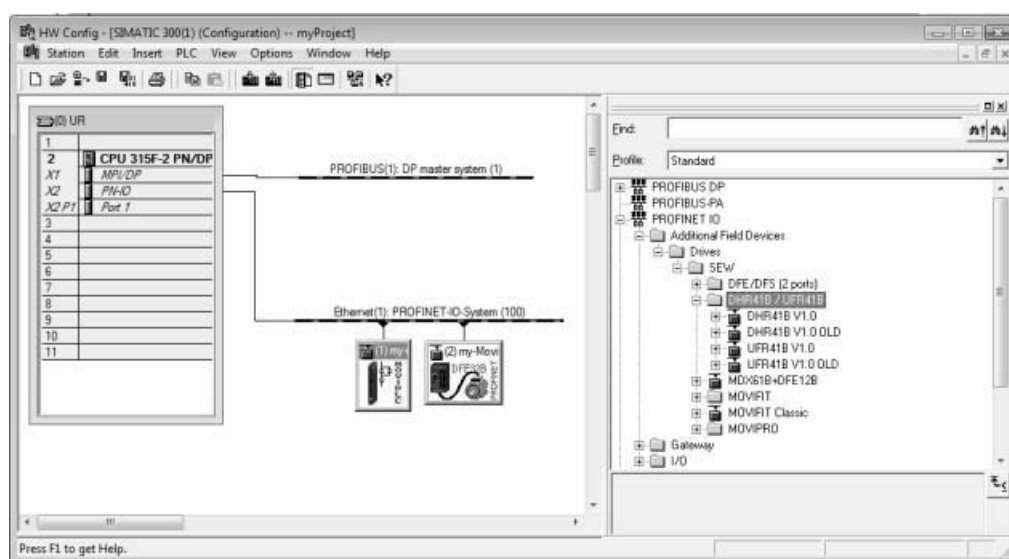 HW Config - [SIMATIC 300(1) (Configuration) -- myProject]
Station Edit Insert PLC View Options Window Help
(0) UR
1
2 CPU 315F-2 PN/DP
X1 MPI/DP
X2 PN-IO
X2 P1 Port 1
3
4
5
6
7
8
9
10
11
PROFIBUS(1): DP master system (1)
Ethernet(1): PROFINET-IO-System (100)
(1) my-
(2) my-Movi
DFE32B
PROFINET
Find:
Profile: Standard
PROFIBUS DP
PROFIBUS-PA
PROFINET IO
Additional Field Devices
Drives
SEW
DFE/DFS (2 ports)
DHR41B / UFR41B
DHR41B V1.0
DHR41B V1.0 OLD
UFR41B V1.0
UFR41B V1.0 OLD
MDX61B+DFE12B
MOVIFIT
MOVIFIT Classic
MOVIPRO
Gateway
I/O
Press F1 to get Help.